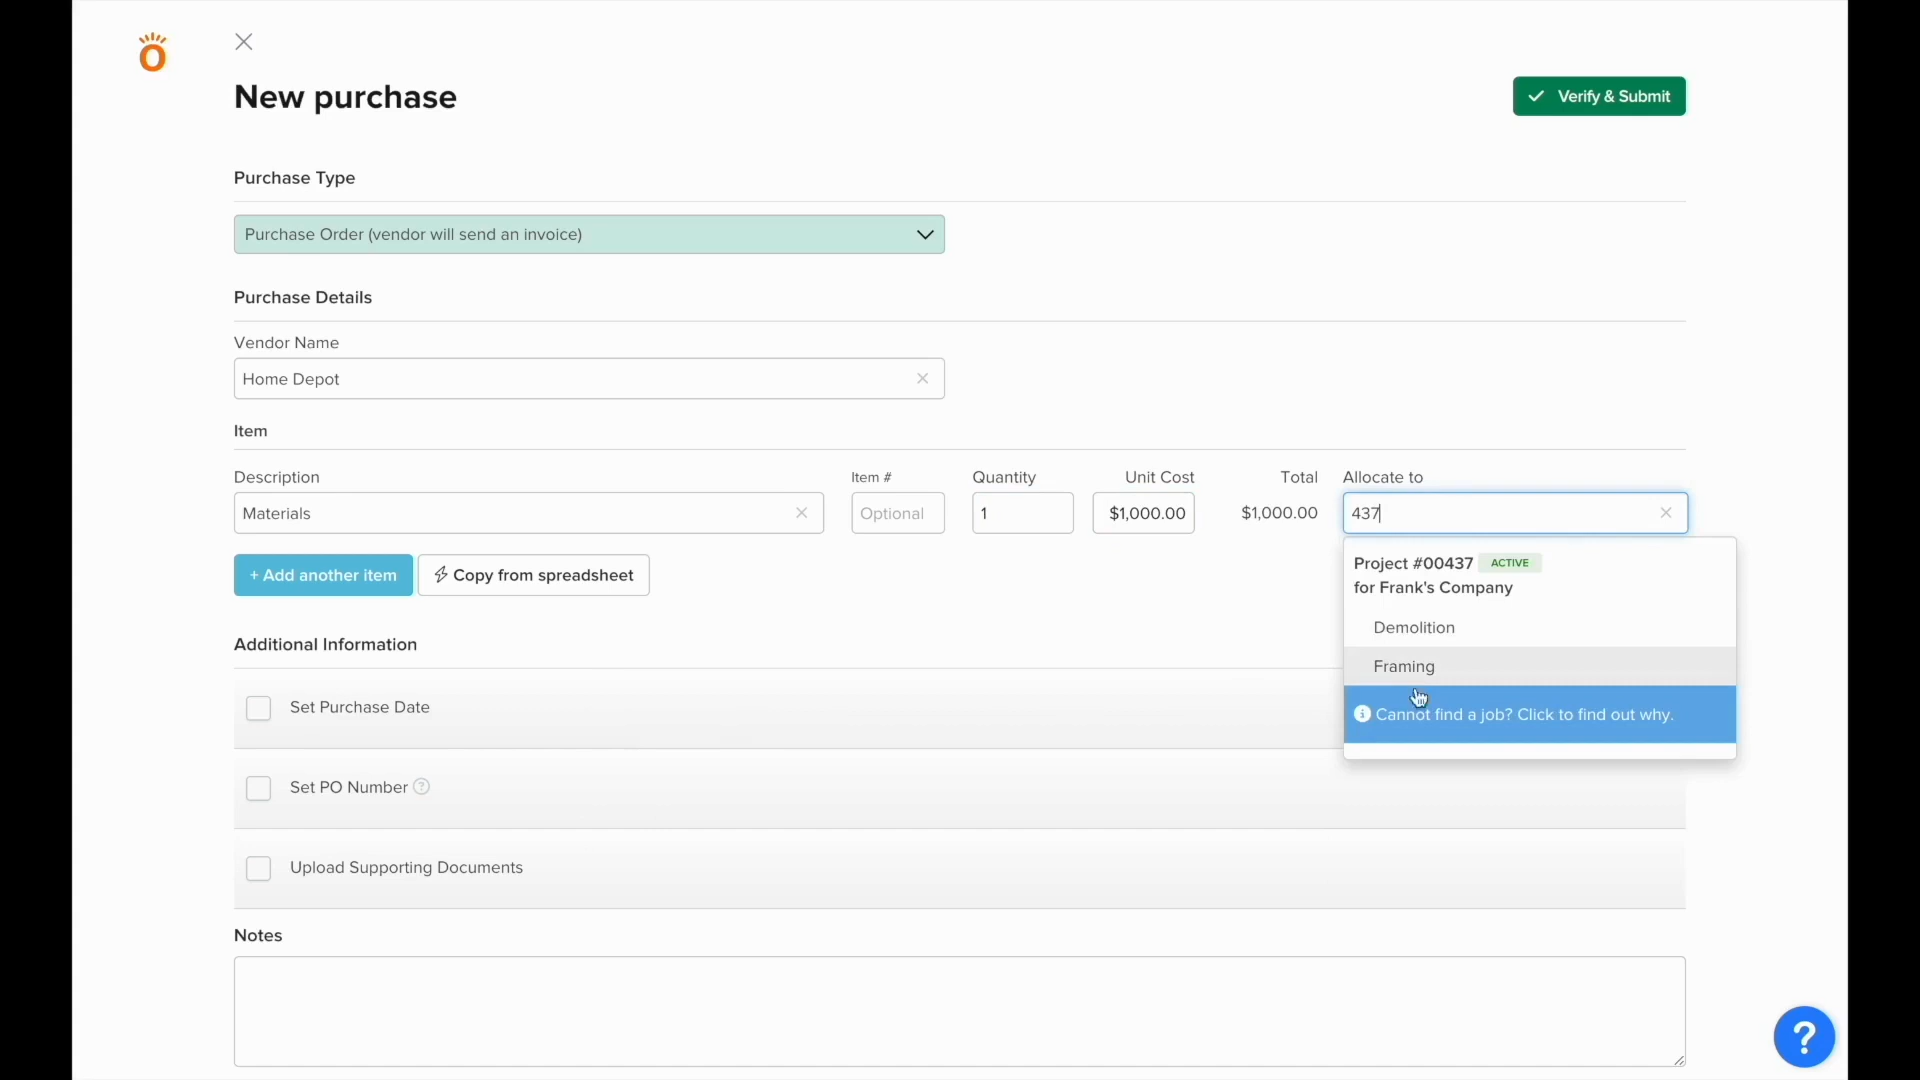 New purchase
Verify & Submit
Purchase Type
Purchase Order (vendor will send an invoice)
Purchase Details
Vendor Name
Home Depot
Item
Description
Item #
Quantity
Unit Cost
Total
Allocate to
Materials
Optional
1
$1,000.00
$1,000.00
437
+ Add another item
Copy from spreadsheet
Project #00437 ACTIVE
for Frank's Company
Demolition
Framing
Cannot find a job? Click to find out why.
Additional Information
Set Purchase Date
Set PO Number ?
Upload Supporting Documents
Notes
?